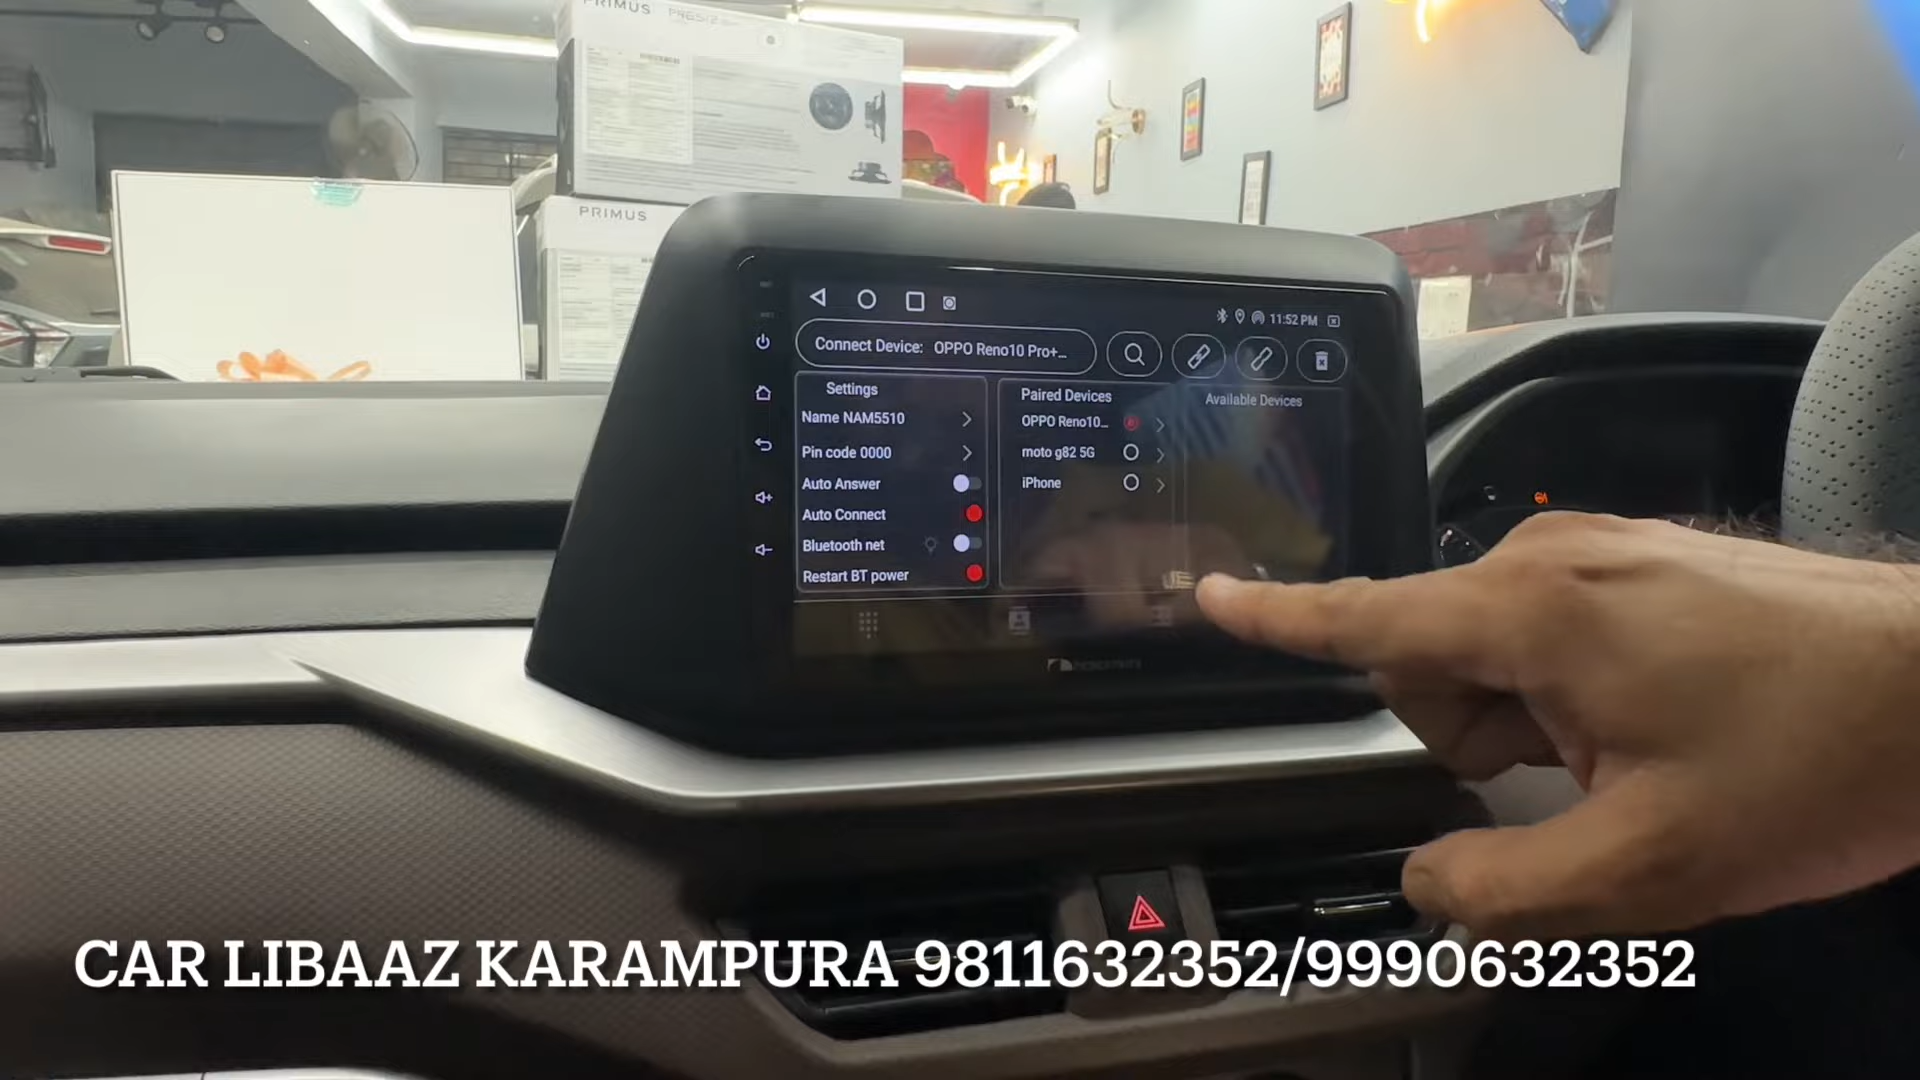 PRIMUS
PRIMUS
11:52 PM
Connect Device: OPPO Reno10 Pro+...
Settings
Name NAM5510
Pin code 0000
Auto Answer
Auto Connect
Bluetooth net
Restart BT power
Paired Devices
OPPO Reno10...
moto g82 5G
iPhone
Available Devices
CAR LIBAAZ KARAMPURA 9811632352/9990632352